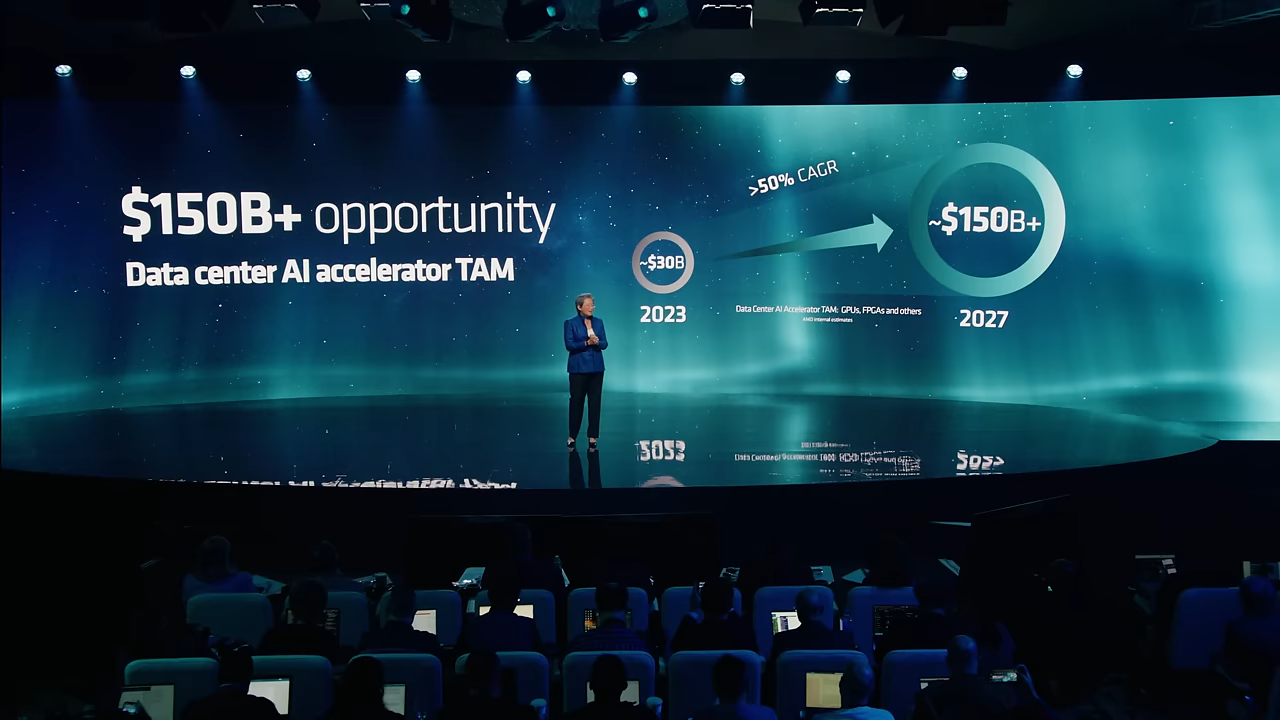 $150B+ opportunity
Data center AI accelerator TAM
>50% CAGR
~$30B
2023
~$150B+
2027
Data Center AI Accelerator TAM: GPUs, FPGAs and others
AMD internal estimates